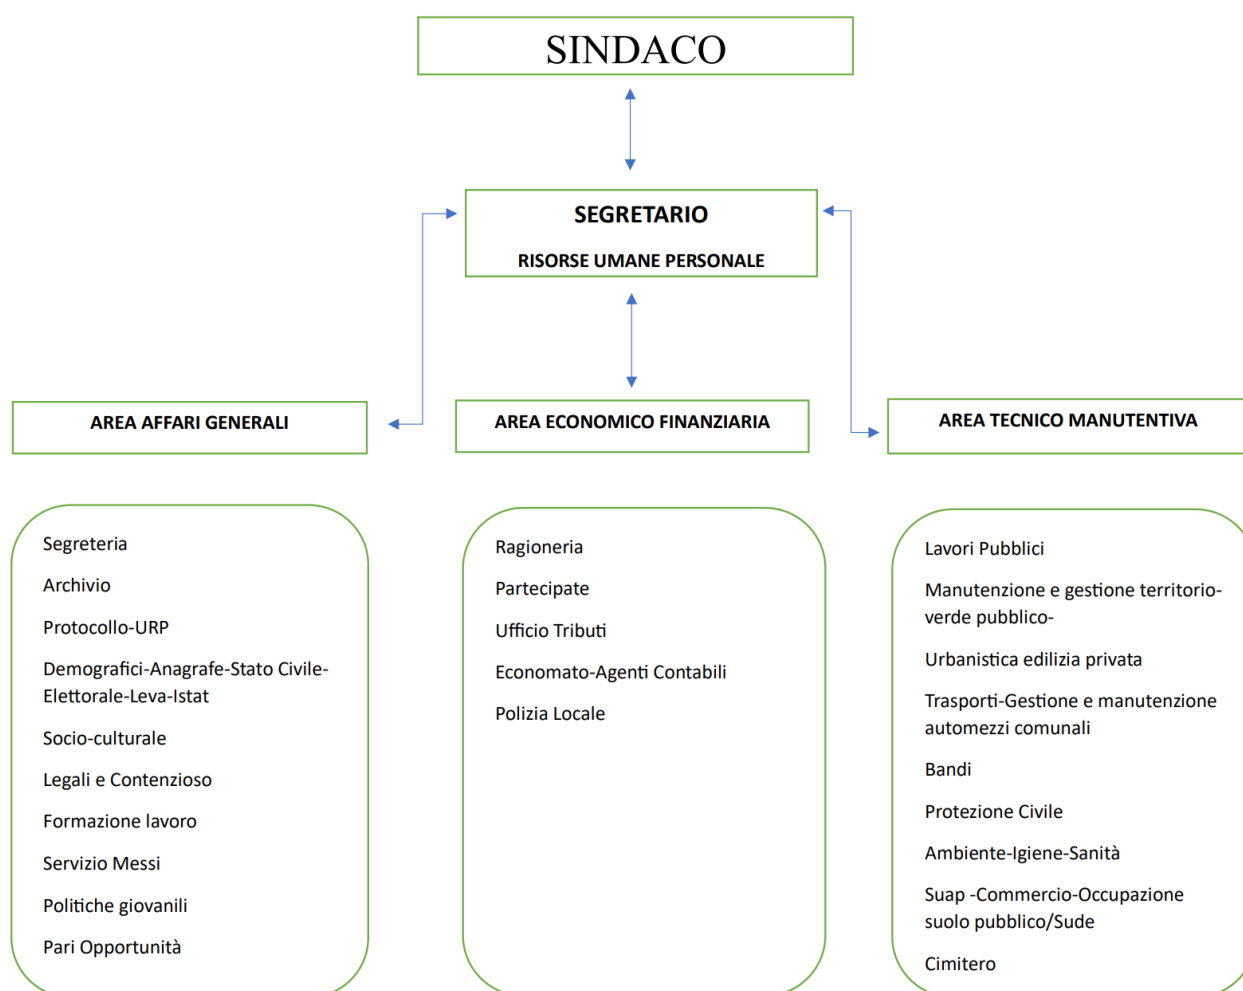 SINDACO
SEGRETARIO
RISORSE UMANE PERSONALE
AREA AFFARI GENERALI
AREA ECONOMICO FINANZIARIA
AREA TECNICO MANUTENTIVA
Segreteria
Archivio
Protocollo-URP
Demografici-Anagrafe-Stato Civile-
Elettorale-Leva-Istat
Socio-culturale
Legali e Contenzioso
Formazione lavoro
Servizio Messi
Politiche giovanili
Pari Opportunità
Ragioneria
Partecipate
Ufficio Tributi
Economato-Agenti Contabili
Polizia Locale
Lavori Pubblici
Manutenzione e gestione territorio-
verde pubblico-
Urbanistica edilizia privata
Trasporti-Gestione e manutenzione
automezzi comunali
Bandi
Protezione Civile
Ambiente-Igiene-Sanità
Suap -Commercio-Occupazione
suolo pubblico/Sude
Cimitero